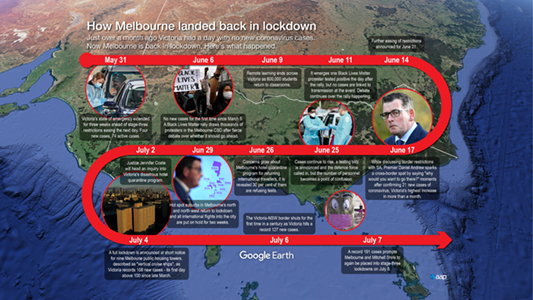 How Melbourne landed back in lockdown
Just over a month ago Victoria had a day with no new coronavirus cases.
Now Melbourne is back in lockdown. Here's what happened.
Further easing of restrictions
announced for June 21.
May 31
June 6
June 9
June 11
June 14
Victoria's state of emergency extended
for three weeks ahead of stage-three
restrictions easing the next day. Four
new cases, 74 active cases.
No new cases for the first time since March 6.
A Black Lives Matter rally draws thousands of
protesters in the Melbourne CBD after fierce
debate over whether it should go ahead.
Remote learning ends across
Victoria as 800,000 students
return to classrooms.
It emerges one Black Lives Matter
protester tested positive the day after
the rally, but no cases are linked to
transmission at the event. Debate
continues over the rally happening.
BLACK
LIVES
MATTER
July 2
Jun 29
June 26
June 25
June 17
Justice Jennifer Coate
will head an inquiry into
Victoria's disastrous hotel
quarantine program.
Hot spot suburbs in Melbourne's north
and north-west return to lockdown
and all international flights into the city
are put on hold for two weeks.
Concerns grow about
Melbourne's hotel quarantine
program for returning
international travellers, it is
revealed 30 per cent of them
are refusing tests.
Cases continue to rise, a testing blitz
is announced and the defence force
called in, but the number of personnel
becomes a point of confusion.
While discussing border restrictions
with SA, Premier Daniel Andrews sparks
a cross-border spat by saying "why
would you want to go there?" moments
after confirming 21 new cases of
coronavirus, Victoria's highest increase
in more than a month.
July 4
July 6
July 7
A full lockdown is announced at short notice
for nine Melbourne public housing towers,
described as "vertical cruise ships", as
Victoria records 108 new cases - its first day
above 100 since late March.
The Victoria-NSW border shuts for the
first time in a century as Victoria hits a
record 127 new cases.
A record 191 cases prompts
Melbourne and Mitchell Shire to
again be placed into stage-three
lockdowns on July 8.
Google Earth
aap